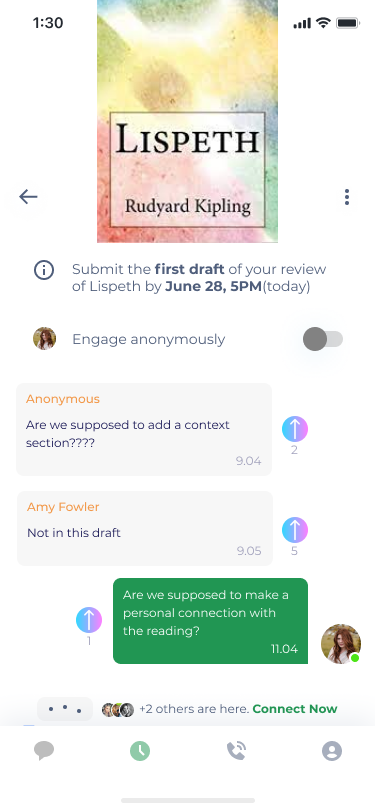 1:30
LISPETH
Rudyard Kipling
Submit the first draft of your review
of Lispeth by June 28, 5PM(today)
Engage anonymously
Anonymous
Are we supposed to add a context
section????
9.04
2
Amy Fowler
Not in this draft
9.05
5
Are we supposed to make a
personal connection with
the reading?
11.04
1
+2 others are here. Connect Now